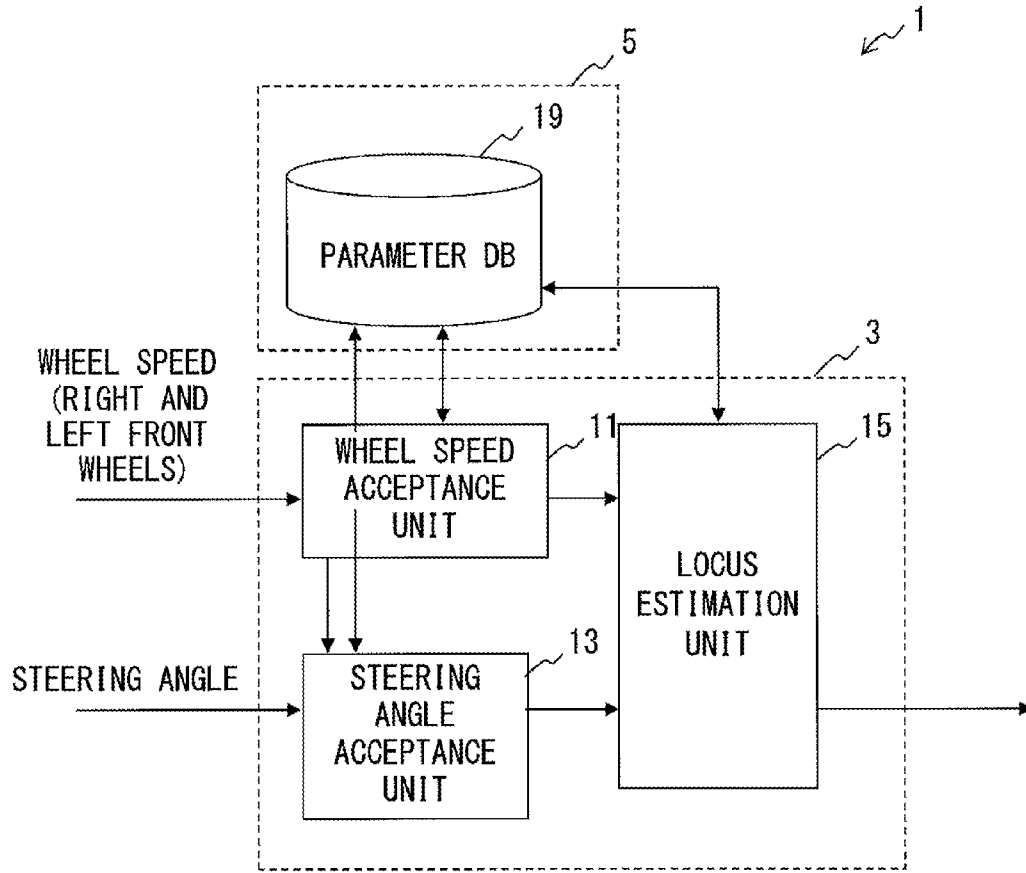 1
5
19
PARAMETER DB
3
WHEEL SPEED
(RIGHT AND
LEFT FRONT
WHEELS)
11
WHEEL SPEED
ACCEPTANCE
UNIT
15
LOCUS
ESTIMATION
UNIT
13
STEERING ANGLE
STEERING
ANGLE
ACCEPTANCE
UNIT